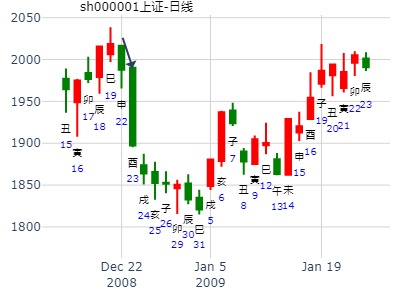 sh000001上证-日线
2050
2000
1950
1900
1850
1800
丑
15
寅
16
卯
17
辰
18
巳
19
申
22
酉
23
戌
24
亥
25
子
26
卯
29
辰
30
巳
31
戌
5
亥
6
子
7
丑
8
寅
9
巳
12
午
13
未
14
申
15
酉
16
子
19
丑
20
寅
21
卯
22
辰
23
Dec 22
2008
Jan 5
2009
Jan 19